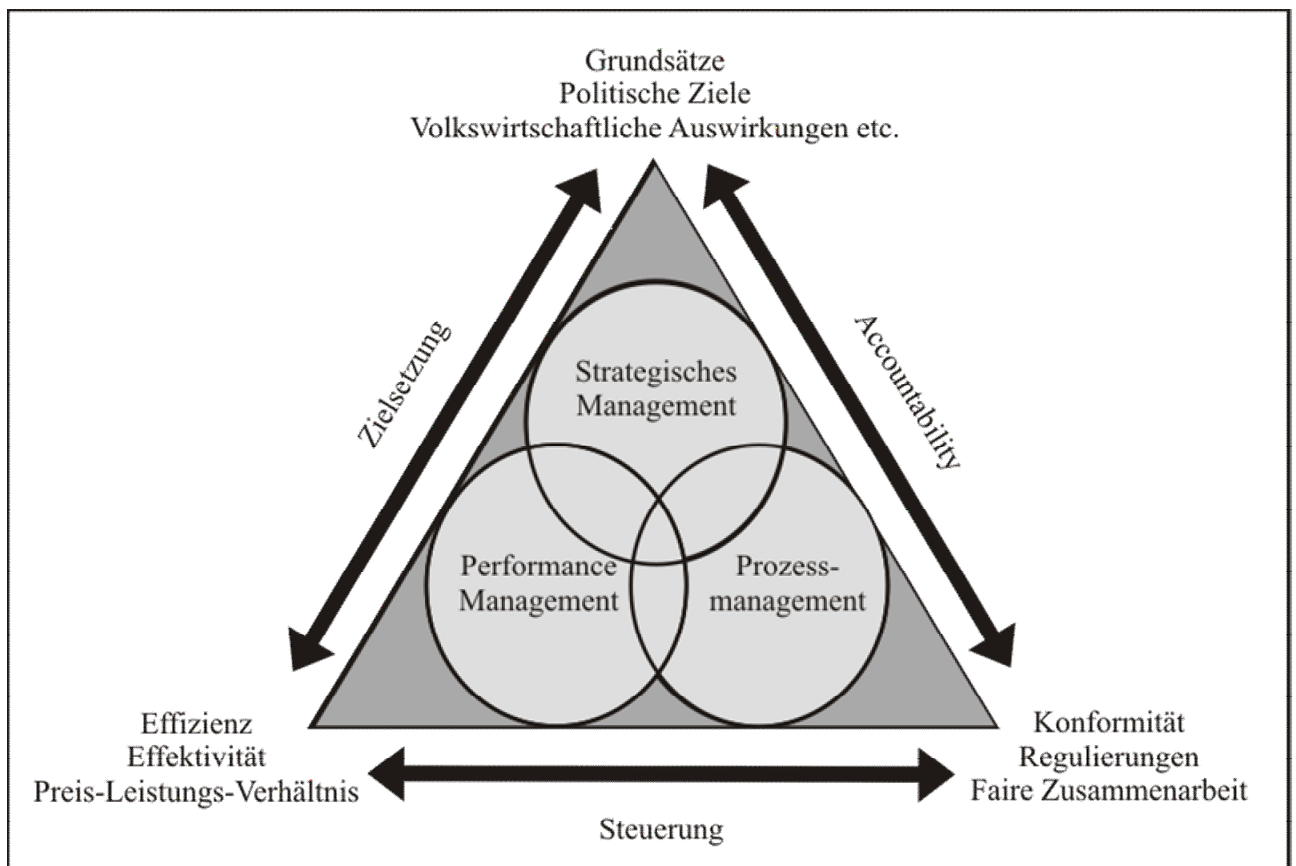 Grundsätze
Politische Ziele
Volkswirtschaftliche Auswirkungen etc.
Zielsetzung
Accountability
Strategisches
Management
Performance
Management
Prozess-
management
Effizienz
Effektivität
Preis-Leistungs-Verhältnis
Konformität
Regulierungen
Faire Zusammenarbeit
Steuerung